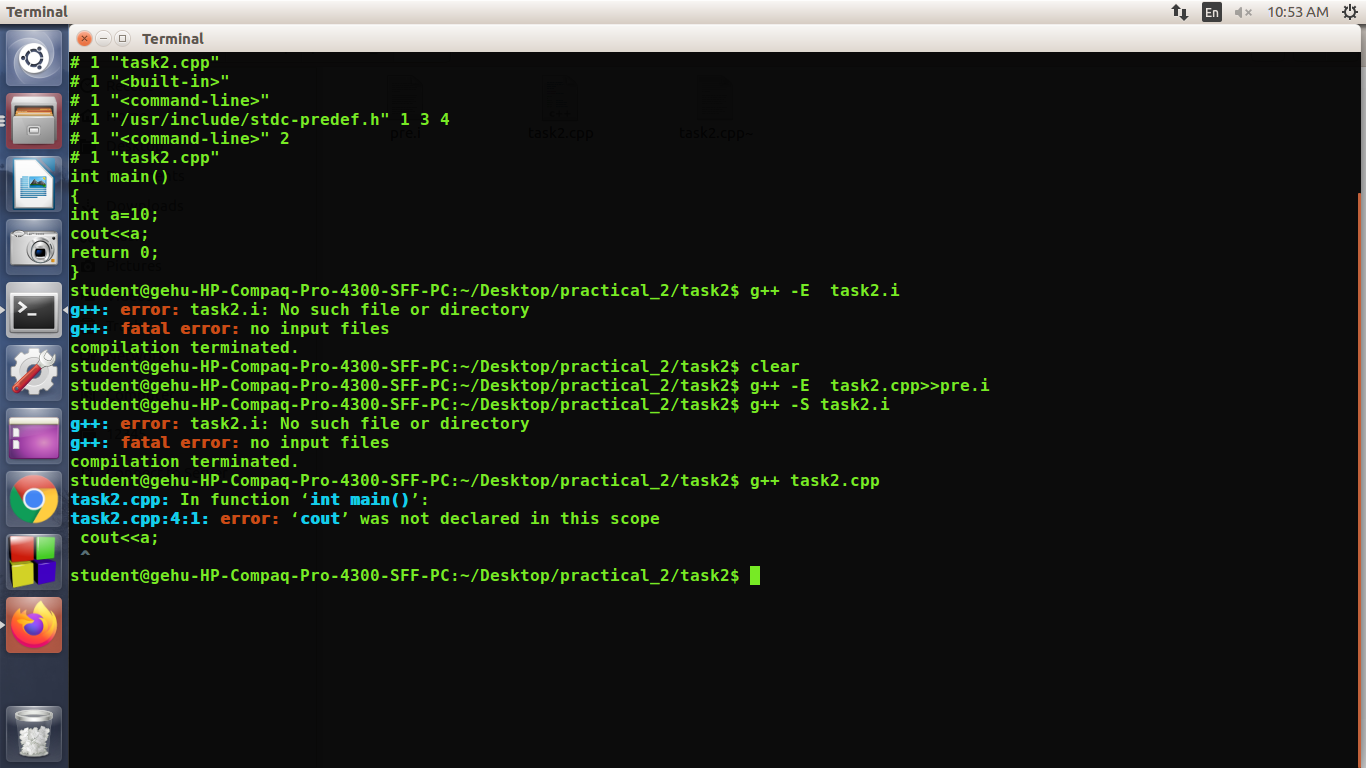 Terminal
En
10:53 AM
Terminal
# 1 "task2.cpp"
# 1 "<built-in>"
# 1 "<command-line>"
# 1 "/usr/include/stdc-predef.h" 1 3 4
# 1 "<command-line>" 2
# 1 "task2.cpp"
int main()
{
int a=10;
cout<<a;
return 0;
}
student@gehu-HP-Compaq-Pro-4300-SFF-PC:~/Desktop/practical_2/task2$ g++ -E  task2.i
g++: error: task2.i: No such file or directory
g++: fatal error: no input files
compilation terminated.
student@gehu-HP-Compaq-Pro-4300-SFF-PC:~/Desktop/practical_2/task2$ clear
student@gehu-HP-Compaq-Pro-4300-SFF-PC:~/Desktop/practical_2/task2$ g++ -E  task2.cpp>>pre.i
student@gehu-HP-Compaq-Pro-4300-SFF-PC:~/Desktop/practical_2/task2$ g++ -S task2.i
g++: error: task2.i: No such file or directory
g++: fatal error: no input files
compilation terminated.
student@gehu-HP-Compaq-Pro-4300-SFF-PC:~/Desktop/practical_2/task2$ g++ task2.cpp
task2.cpp: In function ‘int main()’:
task2.cpp:4:1: error: ‘cout’ was not declared in this scope
 cout<<a;
 ^
student@gehu-HP-Compaq-Pro-4300-SFF-PC:~/Desktop/practical_2/task2$
pre.i
task2.cpp
task2.cpp~